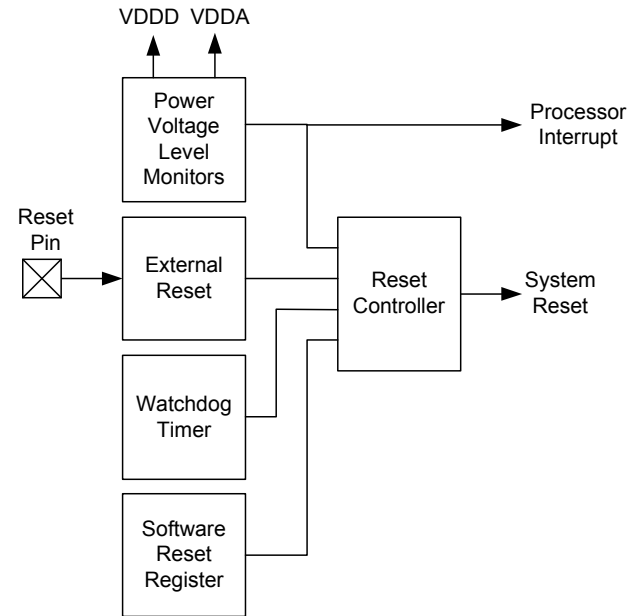 VDDD VDDA
Power
Voltage
Level
Monitors
Processor
Interrupt
Reset
Pin
External
Reset
Reset
Controller
System
Reset
Watchdog
Timer
Software
Reset
Register